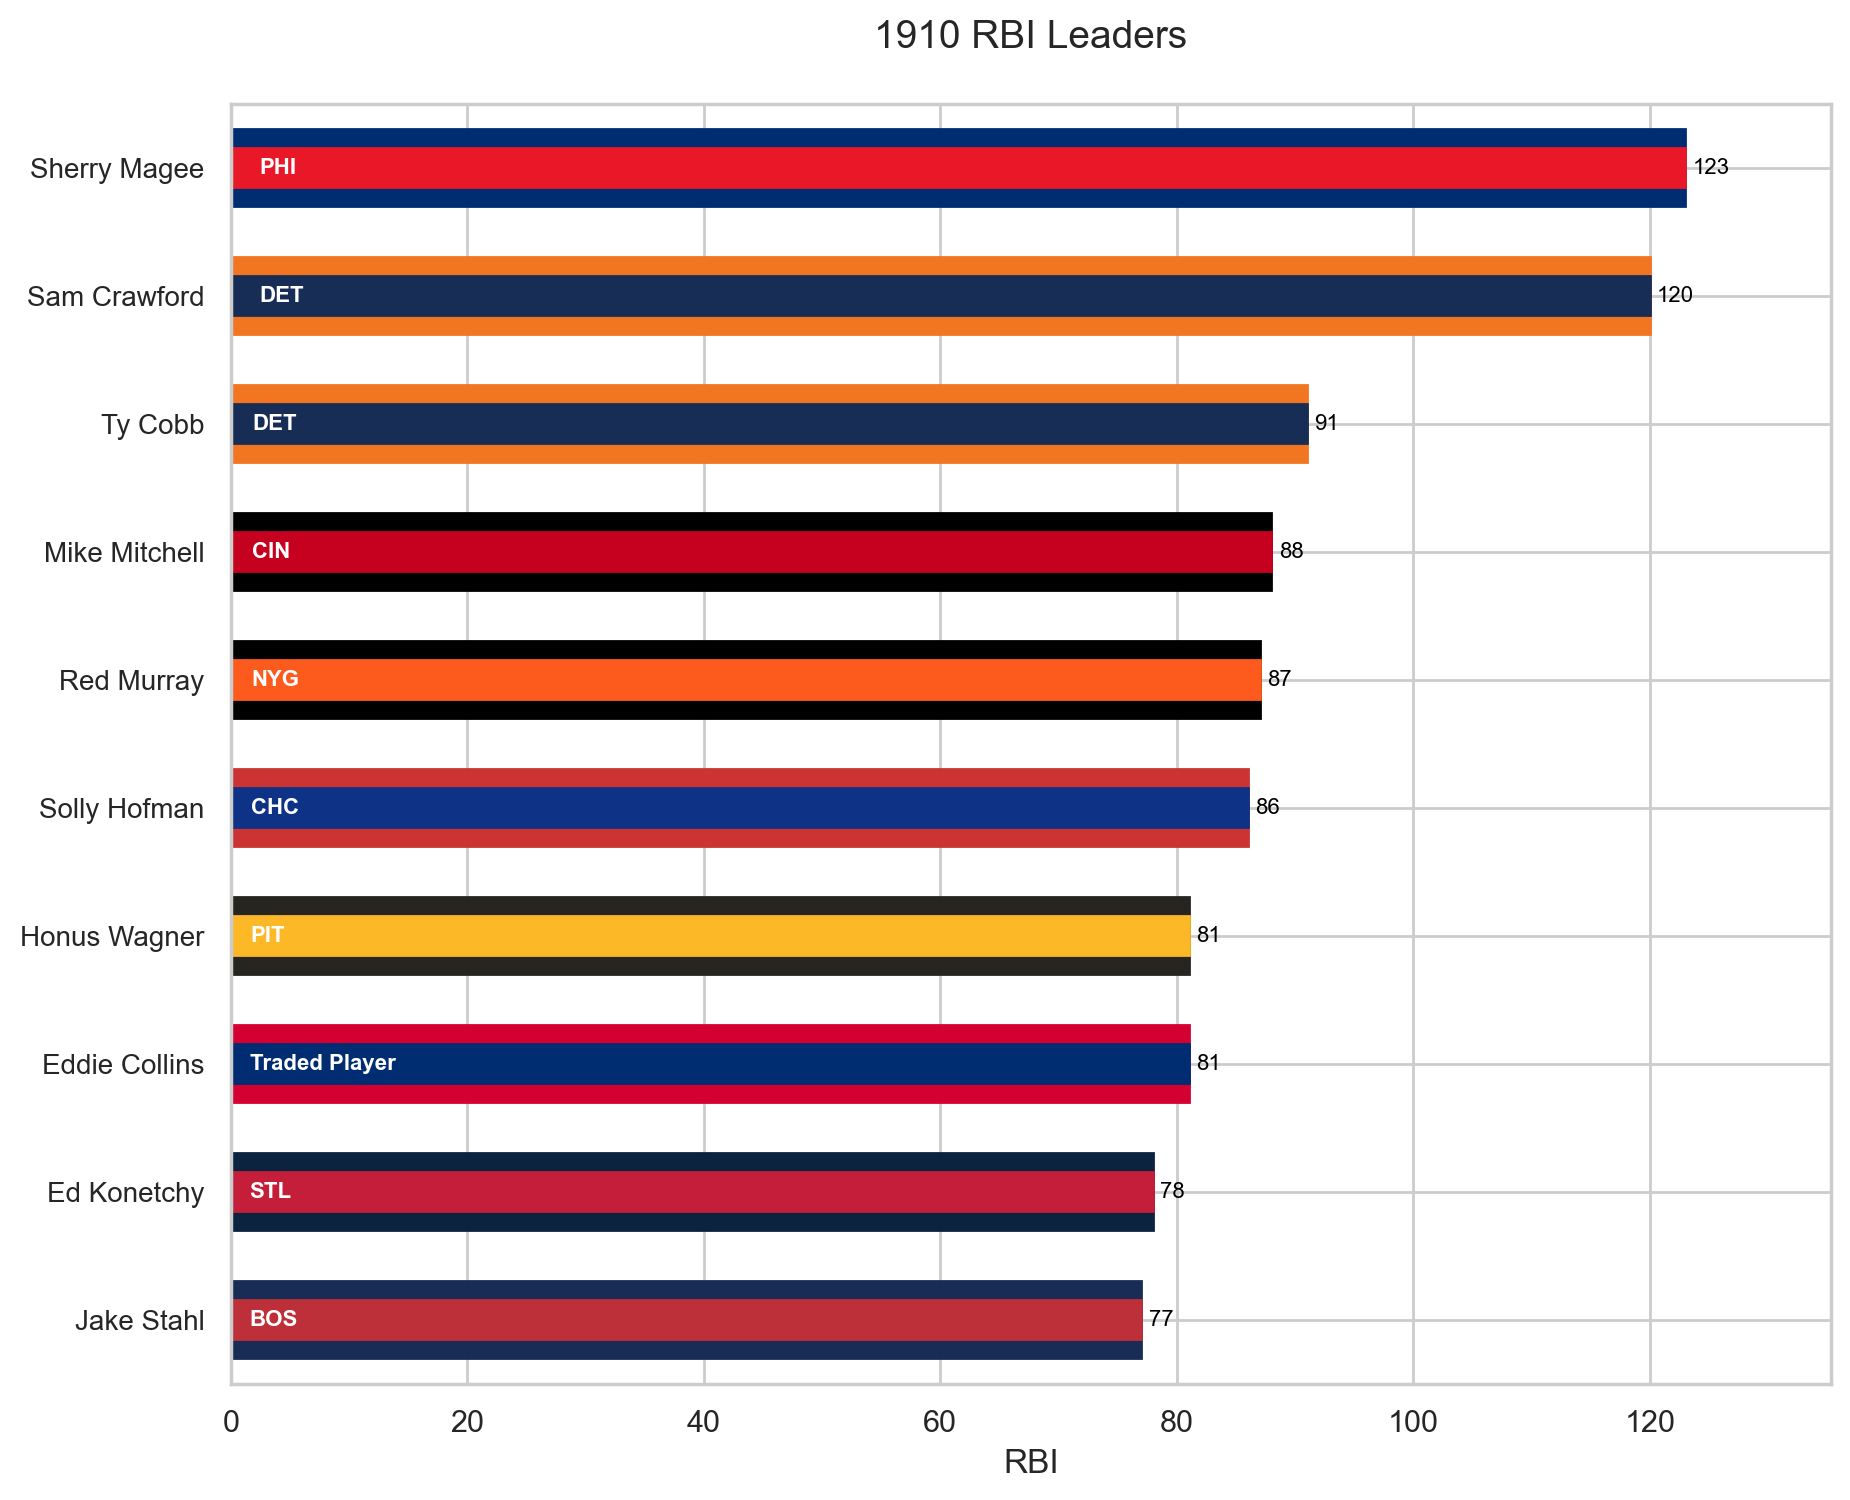 1910 RBI Leaders
Sherry Magee PHI 123
Sam Crawford DET 120
Ty Cobb DET 91
Mike Mitchell CIN 88
Red Murray NYG 87
Solly Hofman CHC 86
Honus Wagner PIT 81
Eddie Collins Traded Player 81
Ed Konetchy STL 78
Jake Stahl BOS 77
0 20 40 60 80 100 120
RBI